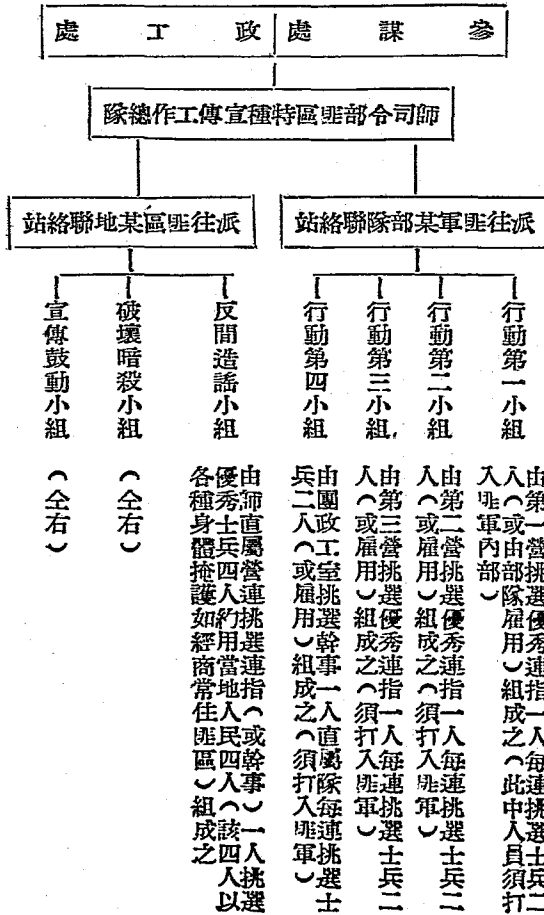 參謀處 政工處
師司令部匪區特種宣傳工作總隊
派往匪軍某部隊聯絡站
派往匪區某地聯絡站
行動第一小組
由第一營挑選優秀連指一人每連挑選士兵二
人(或由部隊雇用)組成之(此中人員須打
入匪軍內部)
行動第二小組
由第二營挑選優秀連指一人每連挑選士兵二
人(或雇用)組成之(須打入匪軍)
行動第三小組
由第三營挑選優秀連指一人每連挑選士兵二
人(或雇用)組成之(須打入匪軍)
行動第四小組
由團政工室挑選幹事一人直屬隊每連挑選士
兵二人(或雇用)組成之(須打入匪軍)
反間造謠小組
由師直屬營連挑選連指(或幹事)一人挑選
優秀士兵四人約用當地人民四人(該四人以
各種身體掩護如經商常住匪區)組成之
破壞暗殺小組
(仝右)
宣傳鼓動小組
(仝右)